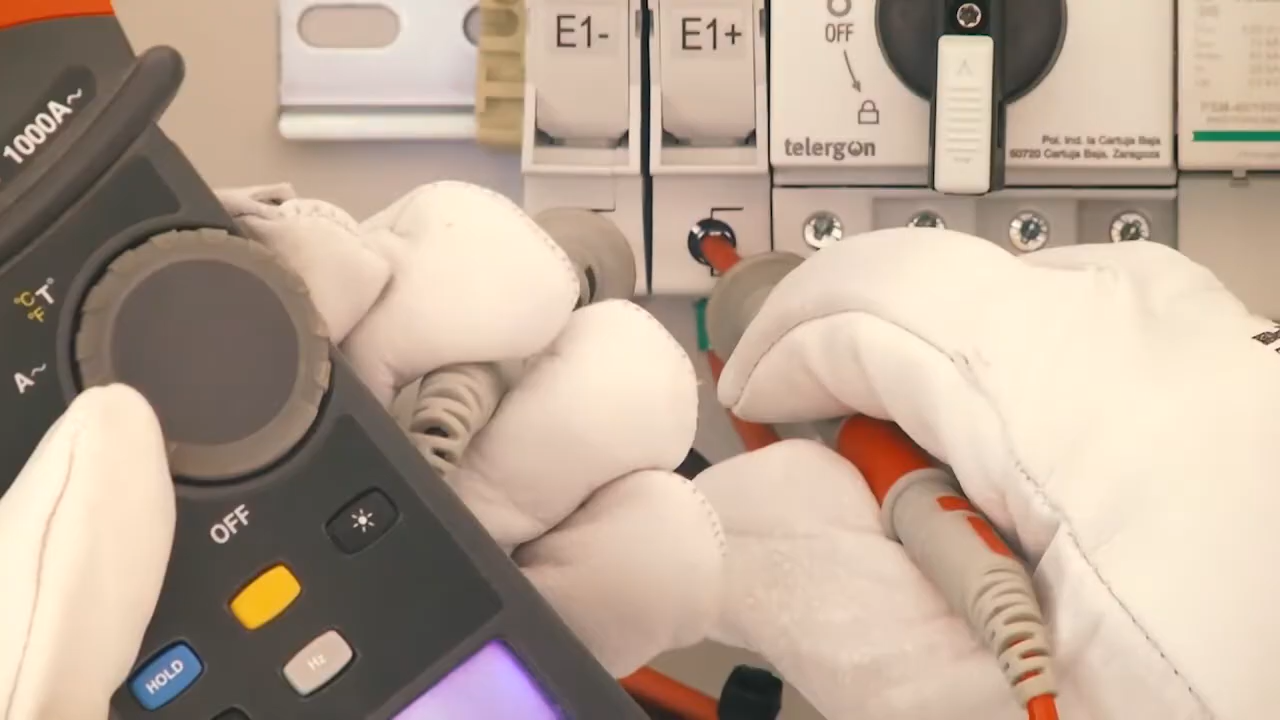 E1-
E1+
OFF
telergon
Pol. Ind. la Cartuja Baja
50720 Cartuja Baja, Zaragoza
1000A~
°C
°F
T°
A~
OFF
HOLD
Hz